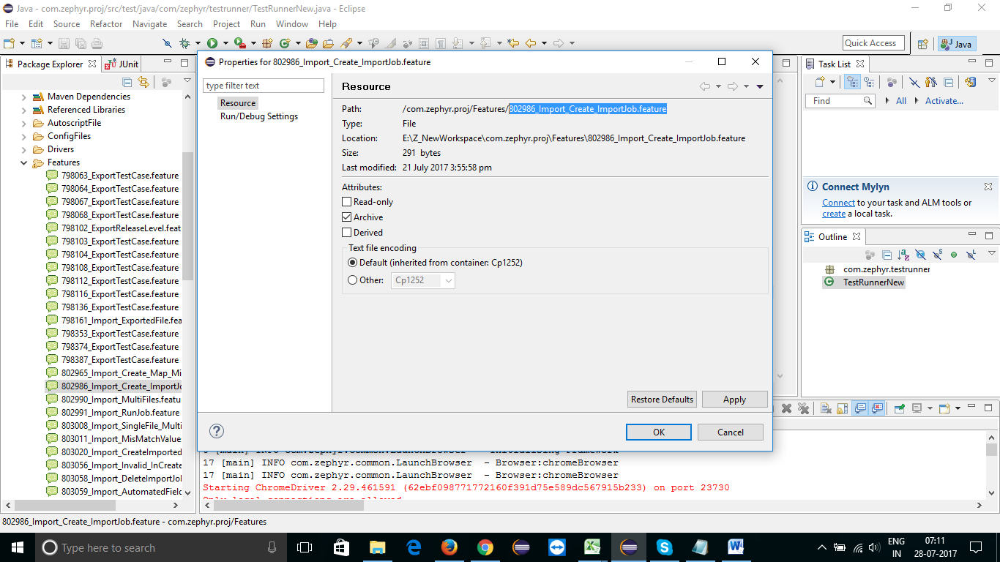 Java - com.zephyr.proj/src/test/java/com/zephyr/testrunner/TestRunnerNew.java - Eclipse
File Edit Source Refactor Navigate Search Project Run Window Help
Quick Access
Java
Package Explorer
JUnit
Maven Dependencies
Referenced Libraries
AutoscriptFile
ConfigFiles
Drivers
Features
798063_ExportTestCase.feature
798064_ExportTestCase.feature
798067_ExportTestCase.feature
798068_ExportTestCase.feature
798102_ExportReleaseLevel.feat
798103_ExportTestCase.feature
798104_ExportTestCase.feature
798108_ExportTestCase.feature
798112_ExportTestCase.feature
798116_ExportTestCase.feature
798136_ExportTestCase.feature
798161_Import_ExportedFile.fea
798353_ExportTestCase.feature
798374_ExportTestCase.feature
798387_ExportTestCase.feature
802965_Import_Create_Map_Mi
802986_Import_Create_ImportJo
802990_Import_MultiFiles.featu
802991_Import_RunJob.feature
803008_Import_SingleFile_Multi
803011_Import_MisMatchValue
803020_Import_CreateImported
803056_Import_Invalid_InCreate
803058_Import_DeleteImportJol
803059_Import_AutomatedField
Properties for 802986_Import_Create_ImportJob.feature
type filter text
Resource
Run/Debug Settings
Resource
Path: /com.zephyr.proj/Features/802986_Import_Create_ImportJob.feature
Type: File
Location: E:\Z_NewWorkspace\com.zephyr.proj\Features\802986_Import_Create_ImportJob.feature
Size: 291 bytes
Last modified: 21 July 2017 3:55:58 pm
Attributes:
Read-only
Archive
Derived
Text file encoding
Default (inherited from container: Cp1252)
Other: Cp1252
Restore Defaults
Apply
OK
Cancel
Task List
Find
All
Activate...
Connect Mylyn
Connect to your task and ALM tools or
create a local task.
Outline
com.zephyr.testrunner
TestRunnerNew
17 [main] INFO com.zephyr.common.LaunchBrowser - Browser:chromeBrowser
17 [main] INFO com.zephyr.common.LaunchBrowser - Browser:chromeBrowser
Starting ChromeDriver 2.29.461591 (62ebf098771772160f391d75e589dc567915b233) on port 23730
Only local connections are allowed
802986_Import_Create_ImportJob.feature - com.zephyr.proj/Features
Type here to search
ENG
IN
07:11
28-07-2017